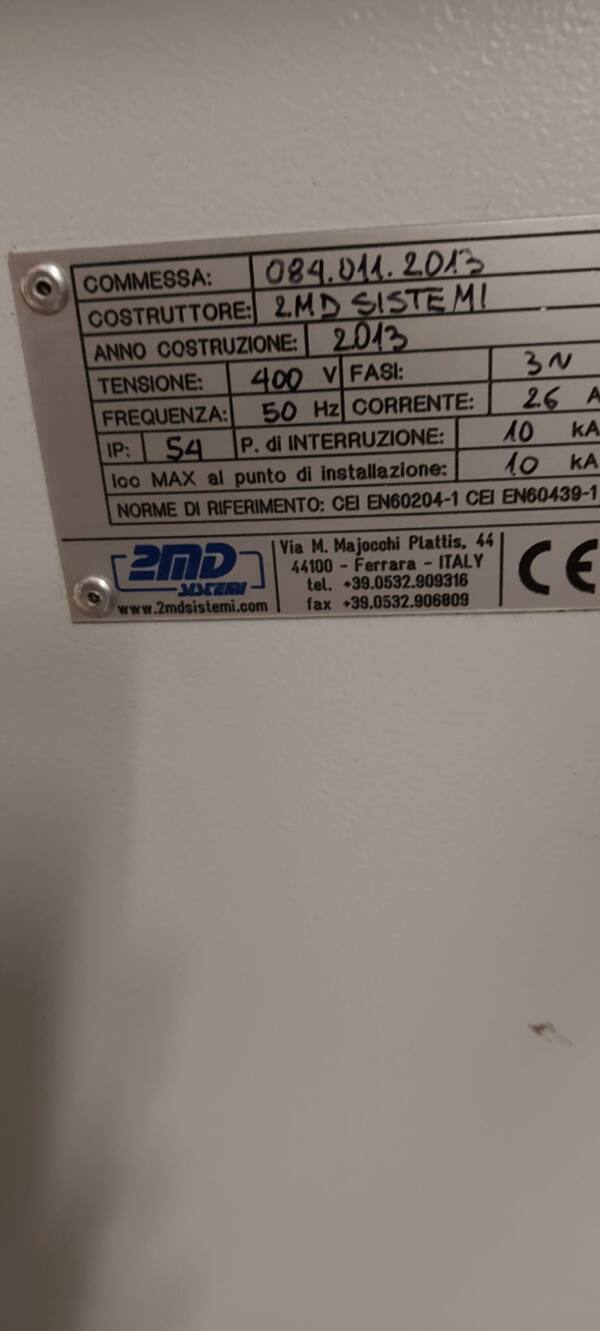 COMMESSA: 084.011.2013
COSTRUTTORE: 2MD SISTEMI
ANNO COSTRUZIONE: 2013
TENSIONE: 400 V FASI: 3N
FREQUENZA: 50 Hz CORRENTE: 26 A
IP: 54 P. di INTERRUZIONE: 10 kA
Icc MAX al punto di installazione: 10 kA
NORME DI RIFERIMENTO: CEI EN60204-1 CEI EN60439-1
2MD SISTEMI
www.2mdsistemi.com
Via M. Majocchi Plattis, 44
44100 - Ferrara - ITALY
tel. +39.0532.909316
fax +39.0532.906809
CE